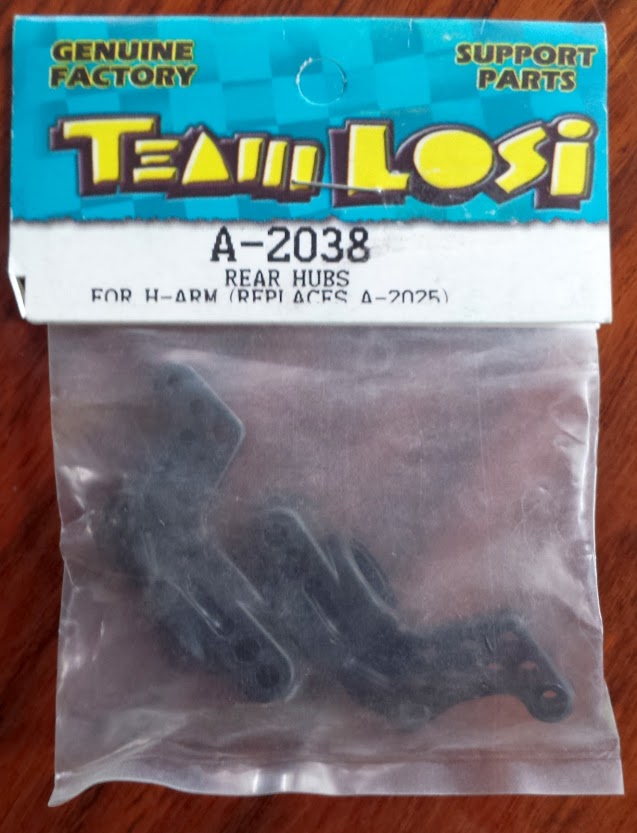 GENUINE FACTORY
SUPPORT PARTS
TEAM LOSI
A-2038
REAR HUBS
FOR H-ARM (REPLACES A-2025)